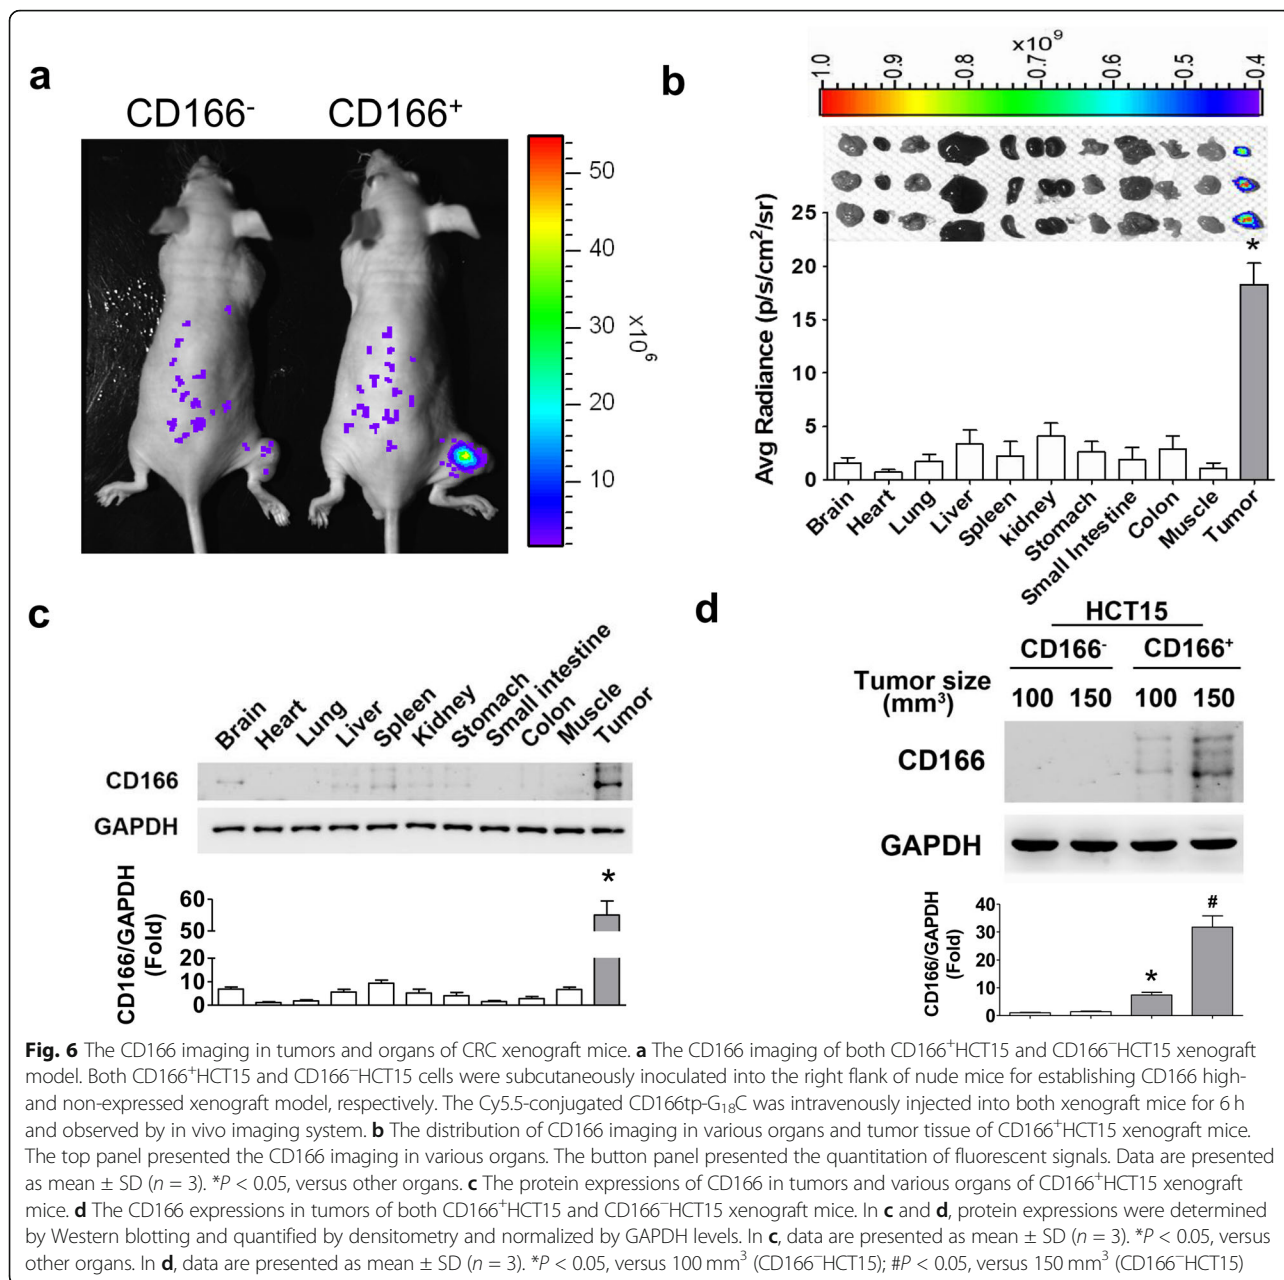 a
CD166⁻ CD166⁺
50
40
30
20
10
x10⁶
b
x10⁹
1.0 0.9 0.8 0.7 0.6 0.5 0.4
Avg Radiance (p/s/cm²/sr)
25
20
15
10
5
0
*
Brain Heart Lung Liver Spleen kidney Stomach Small Intestine Colon Muscle Tumor
c
Brain Heart Lung Liver Spleen Kidney Stomach Small intestine Colon Muscle Tumor
CD166
GAPDH
CD166/GAPDH
(Fold)
60
50
20
10
0
*
d
HCT15
CD166⁻ CD166⁺
Tumor size
(mm³)
100 150 100 150
CD166
GAPDH
CD166/GAPDH
(Fold)
40
30
20
10
0
* #
Fig. 6 The CD166 imaging in tumors and organs of CRC xenograft mice. a The CD166 imaging of both CD166⁺HCT15 and CD166⁻HCT15 xenograft
model. Both CD166⁺HCT15 and CD166⁻HCT15 cells were subcutaneously inoculated into the right flank of nude mice for establishing CD166 high-
and non-expressed xenograft model, respectively. The Cy5.5-conjugated CD166tp-G₁₈C was intravenously injected into both xenograft mice for 6 h
and observed by in vivo imaging system. b The distribution of CD166 imaging in various organs and tumor tissue of CD166⁺HCT15 xenograft mice.
The top panel presented the CD166 imaging in various organs. The button panel presented the quantitation of fluorescent signals. Data are presented
as mean ± SD (n = 3). *P < 0.05, versus other organs. c The protein expressions of CD166 in tumors and various organs of CD166⁺HCT15 xenograft
mice. d The CD166 expressions in tumors of both CD166⁺HCT15 and CD166⁻HCT15 xenograft mice. In c and d, protein expressions were determined
by Western blotting and quantified by densitometry and normalized by GAPDH levels. In c, data are presented as mean ± SD (n = 3). *P < 0.05, versus
other organs. In d, data are presented as mean ± SD (n = 3). *P < 0.05, versus 100 mm³ (CD166⁻HCT15); #P < 0.05, versus 150 mm³ (CD166⁻HCT15)